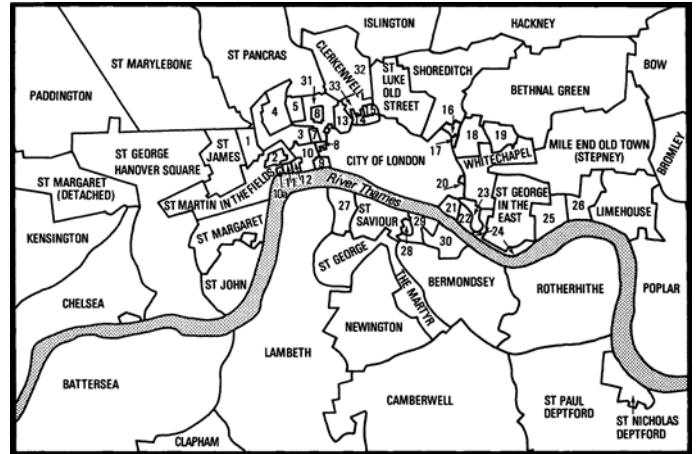 ISLINGTON
HACKNEY
ST PANCRAS
CLERKENWELL
32
ST MARYLEBONE
ST
LUKE
OLD
STREET
SHOREDITCH
BOW
31
33
BETHNAL GREEN
PADDINGTON
4
5
6
13
14
15
16
1
3
7
8
18
19
MILE END OLD TOWN
(STEPNEY)
BROMLEY
ST GEORGE
HANOVER SQUARE
ST
JAMES
2
10
9
CITY OF LONDON
17
WHITECHAPEL
ST MARGARET
(DETACHED)
ST MARTIN IN THE FIELDS
10a
11
12
River Thames
20
23
ST GEORGE
IN THE
EAST
21
22
24
25
26
LIMEHOUSE
KENSINGTON
ST MARGARET
27
ST
SAVIOUR
29
28
30
ST JOHN
ST GEORGE
THE MARTYR
BERMONDSEY
ROTHERHITHE
POPLAR
CHELSEA
NEWINGTON
LAMBETH
BATTERSEA
CAMBERWELL
ST PAUL
DEPTFORD
ST NICHOLAS
DEPTFORD
CLAPHAM